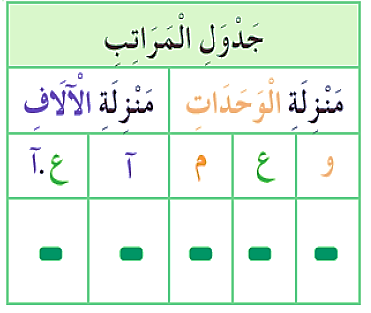 جَدْوَلِ الْمَرَاتِبِ
مَنْزِلَةِ الْوَحَدَاتِ مَنْزِلَةِ الْآلَافِ
و ع م آ ع.آ
- - - - -